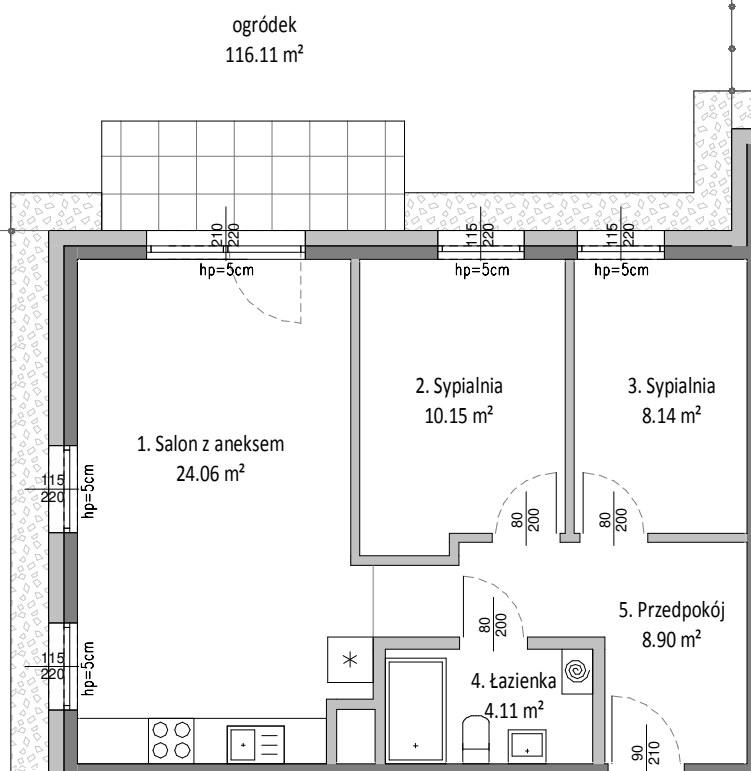 ogródek
116.11 m²
210
220
hp=5cm
115
220
hp=5cm
115
220
hp=5cm
2. Sypialnia
10.15 m²
3. Sypialnia
8.14 m²
1. Salon z aneksem
24.06 m²
115
220
hp=5cm
80
200
80
200
80
200
5. Przedpokój
8.90 m²
115
220
hp=5cm
4. Łazienka
4.11 m²
90
210